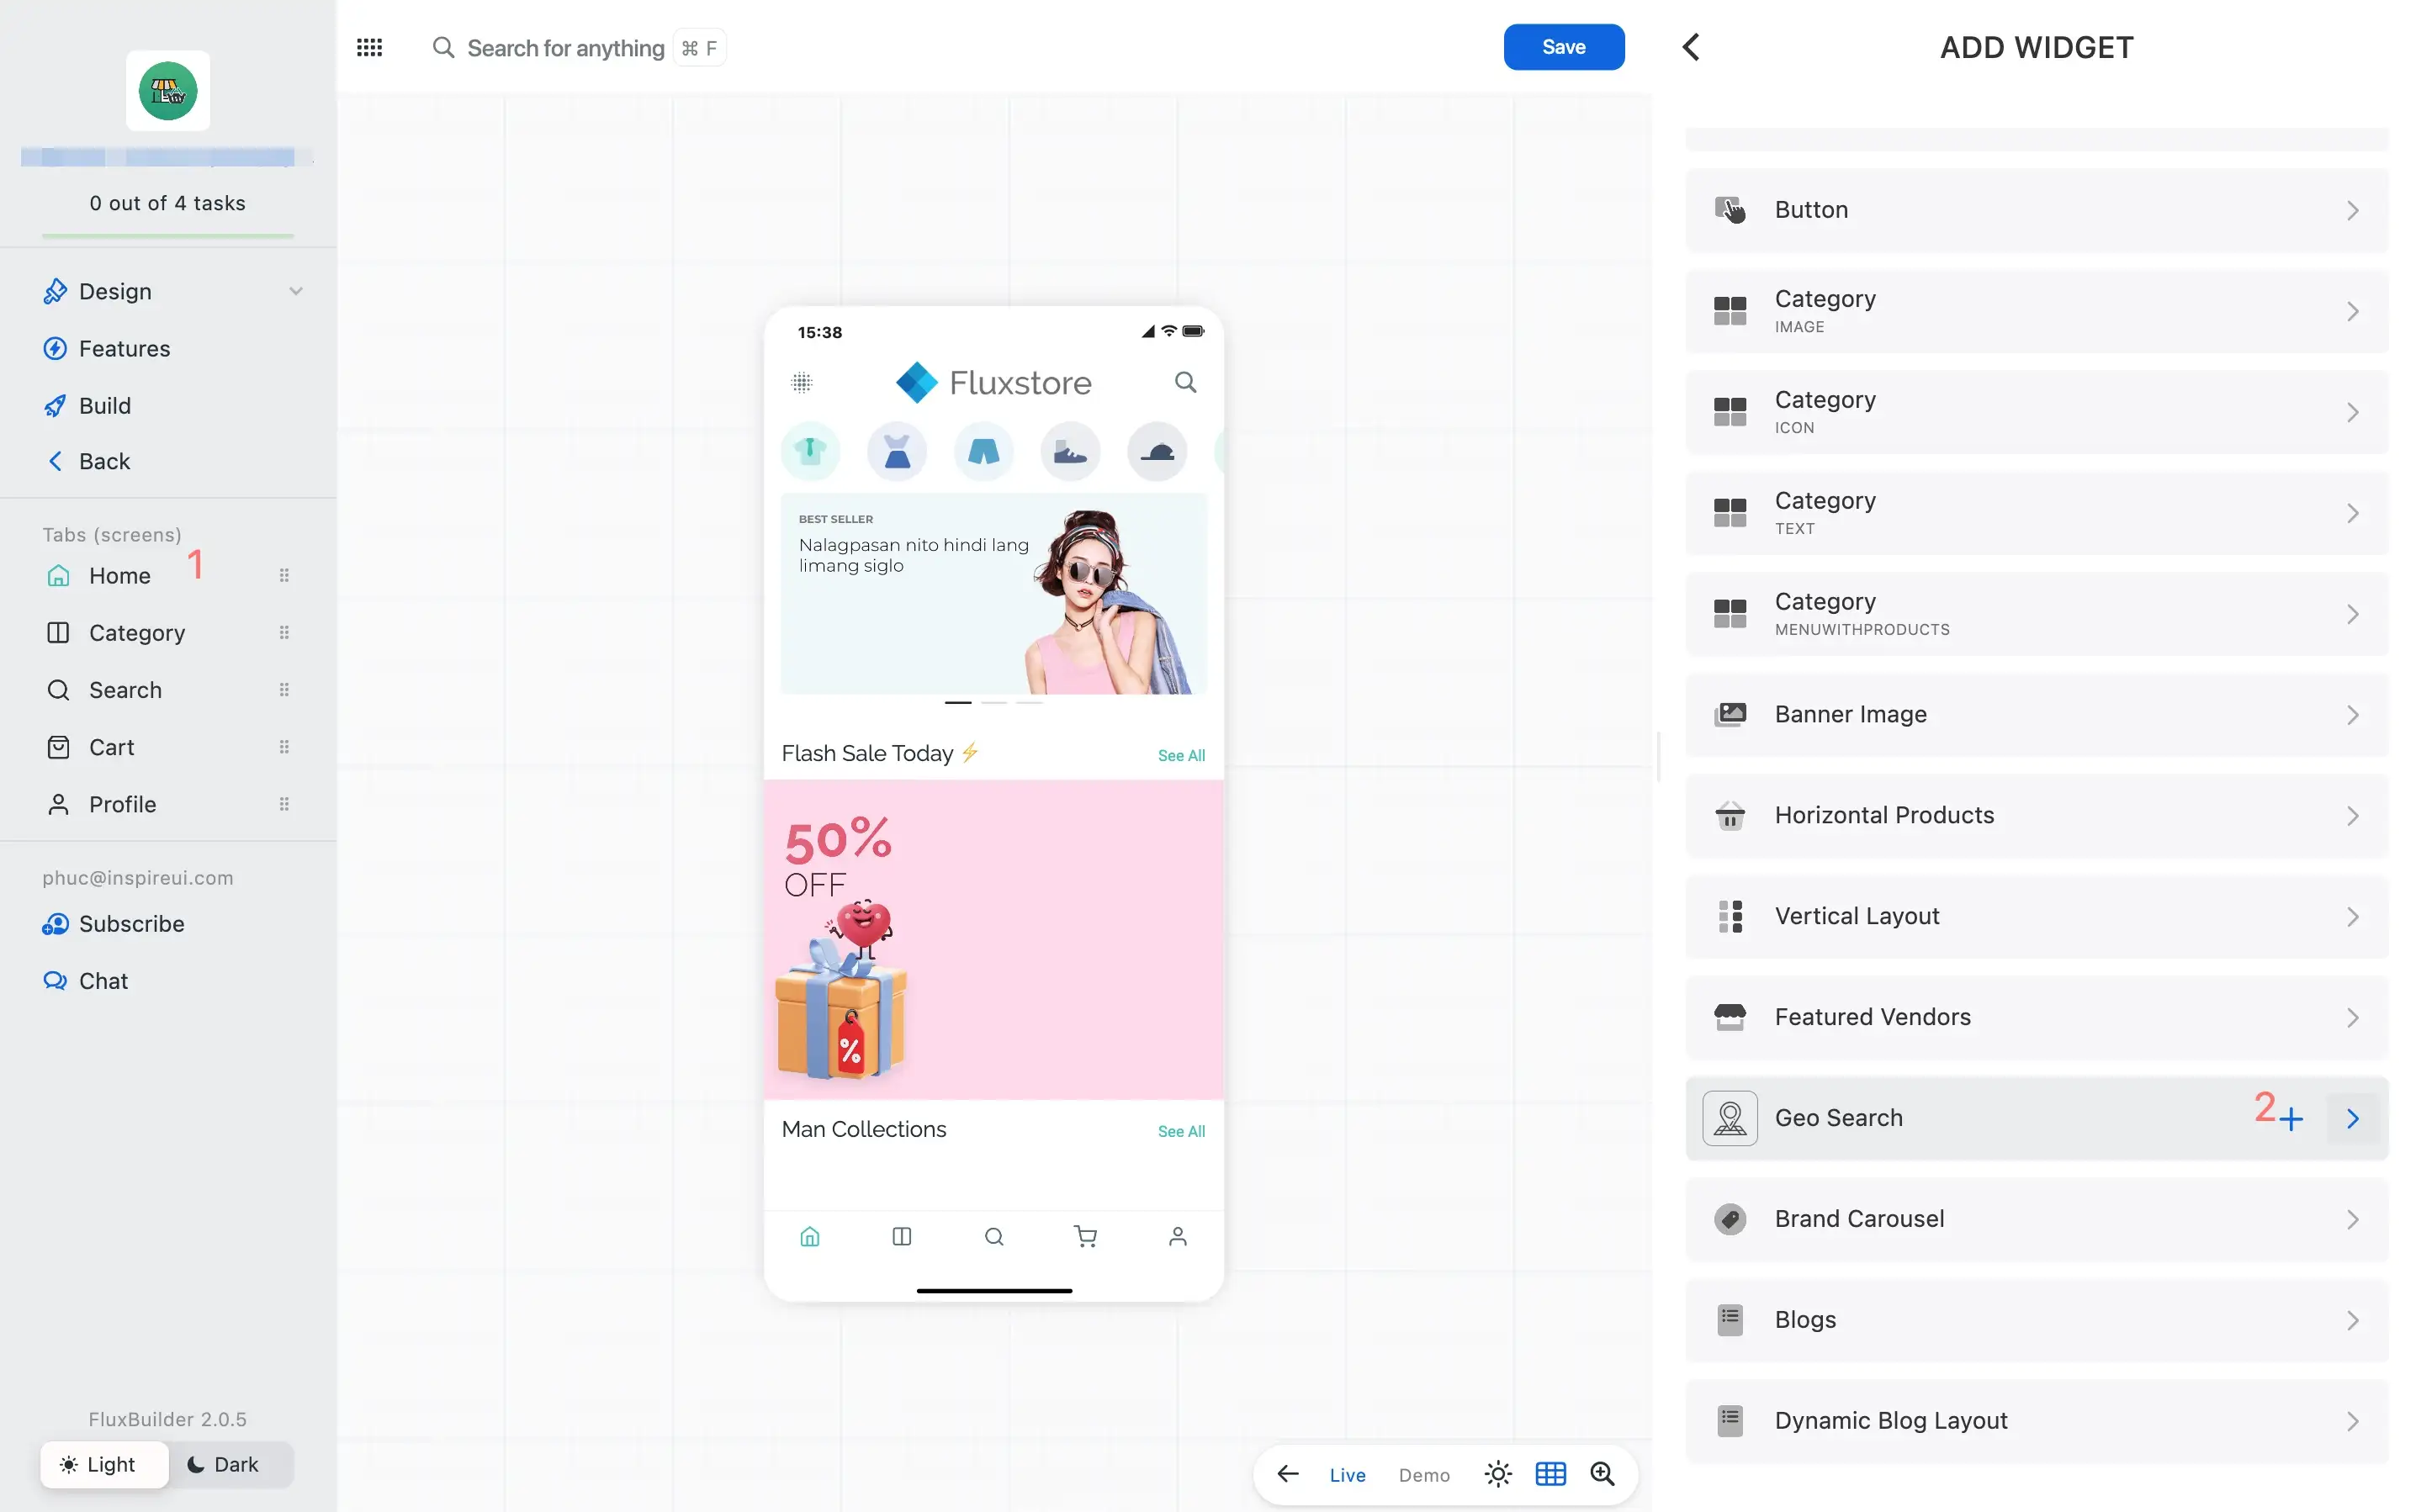 0 out of 4 tasks
Design
Features
Build
Back
Tabs (screens)
1
Home
Category
Search
Cart
Profile
phuc@inspireui.com
Subscribe
Chat
FluxBuilder 2.0.5
Light
Dark
Search for anything
⌘ F
Save
15:38
Fluxstore
BEST SELLER
Nalagpasan nito hindi lang
limang siglo
Flash Sale Today ⚡
See All
50%
OFF
%
Man Collections
See All
Live
Demo
ADD WIDGET
Button
Category
IMAGE
Category
ICON
Category
TEXT
Category
MENUWITHPRODUCTS
Banner Image
Horizontal Products
Vertical Layout
Featured Vendors
Geo Search
2
Brand Carousel
Blogs
Dynamic Blog Layout